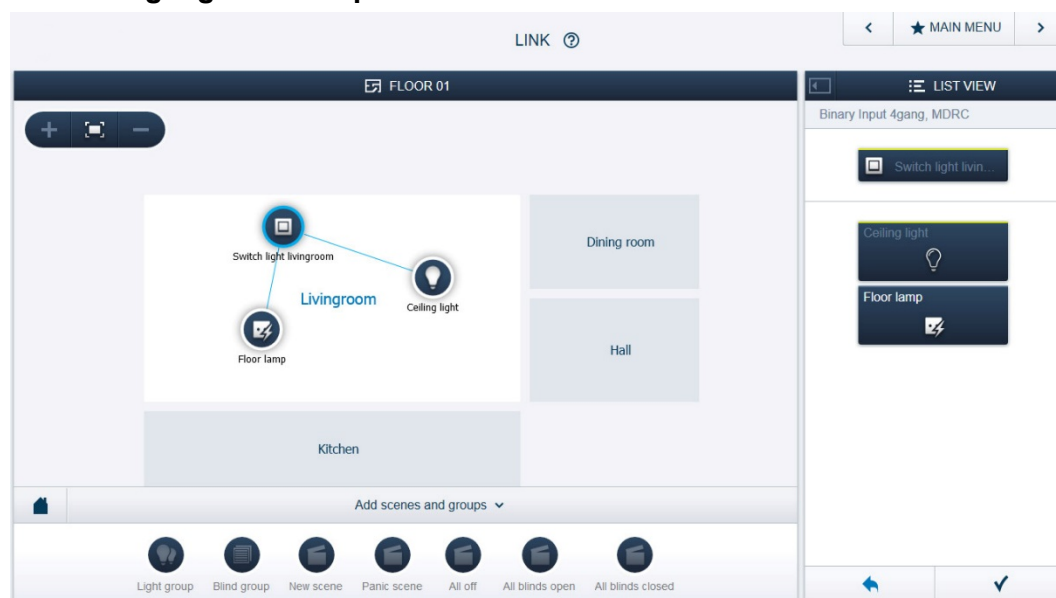 LINK ?
MAIN MENU
FLOOR 01
LIST VIEW
Binary Input 4gang, MDRC
Switch light livin...
Switch light livingroom
Livingroom
Ceiling light
Floor lamp
Dining room
Hall
Kitchen
Ceiling light
Floor lamp
Add scenes and groups
Light group
Blind group
New scene
Panic scene
All off
All blinds open
All blinds closed